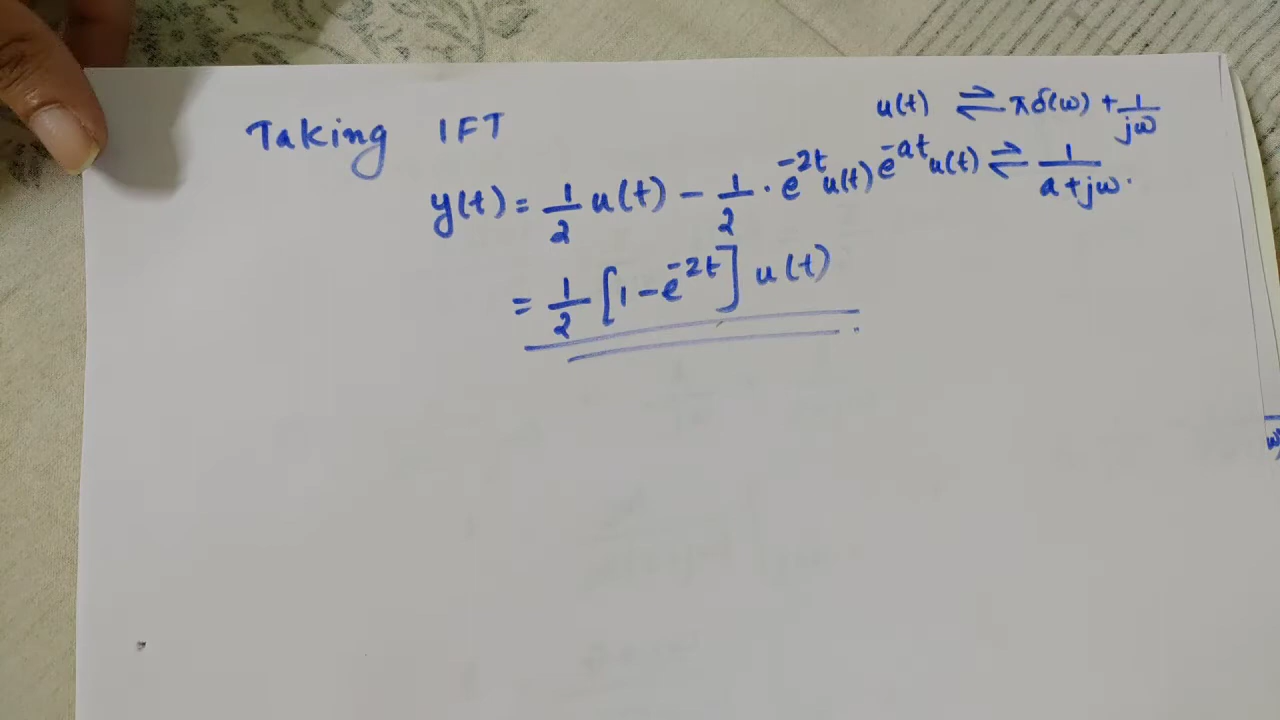 Taking IFT
u(t) ⇌ πδ(ω) + 1/jω
e^{-at} u(t) ⇌ 1/(a+jω).
y(t) = 1/2 u(t) - 1/2 · e^{-2t} u(t)
= 1/2 [1 - e^{-2t}] u(t)